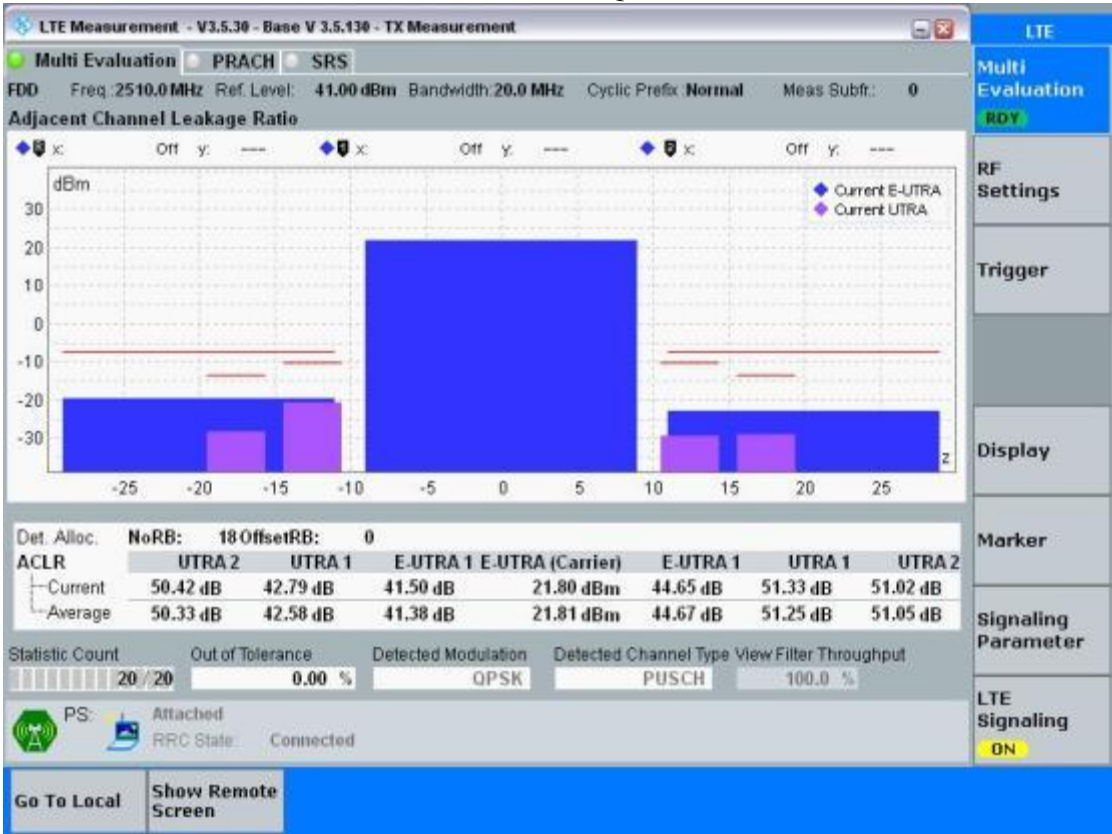 LTE Measurement - V3.5.30 - Base V 3.5.130 - TX Measurement
LTE
Multi Evaluation PRACH SRS
Multi Evaluation
RDY
FDD Freq.:2510.0 MHz Ref. Level: 41.00 dBm Bandwidth:20.0 MHz Cyclic Prefix :Normal Meas Subfr.: 0
Adjacent Channel Leakage Ratio
x: Off y: --- x: Off y: --- x: Off y: ---
dBm
Current E-UTRA
Current UTRA
30
20
10
0
-10
-20
-30
z
-25 -20 -15 -10 -5 0 5 10 15 20 25
RF Settings
Trigger
Display
Marker
Signaling Parameter
LTE Signaling
ON
Det. Alloc. NoRB: 18 OffsetRB: 0
ACLR UTRA 2 UTRA 1 E-UTRA 1 E-UTRA (Carrier) E-UTRA 1 UTRA 1 UTRA 2
Current 50.42 dB 42.79 dB 41.50 dB 21.80 dBm 44.65 dB 51.33 dB 51.02 dB
Average 50.33 dB 42.58 dB 41.38 dB 21.81 dBm 44.67 dB 51.25 dB 51.05 dB
Statistic Count Out of Tolerance Detected Modulation Detected Channel Type View Filter Throughput
20 / 20 0.00 % QPSK PUSCH 100.0 %
PS: Attached
RRC State: Connected
Go To Local
Show Remote Screen